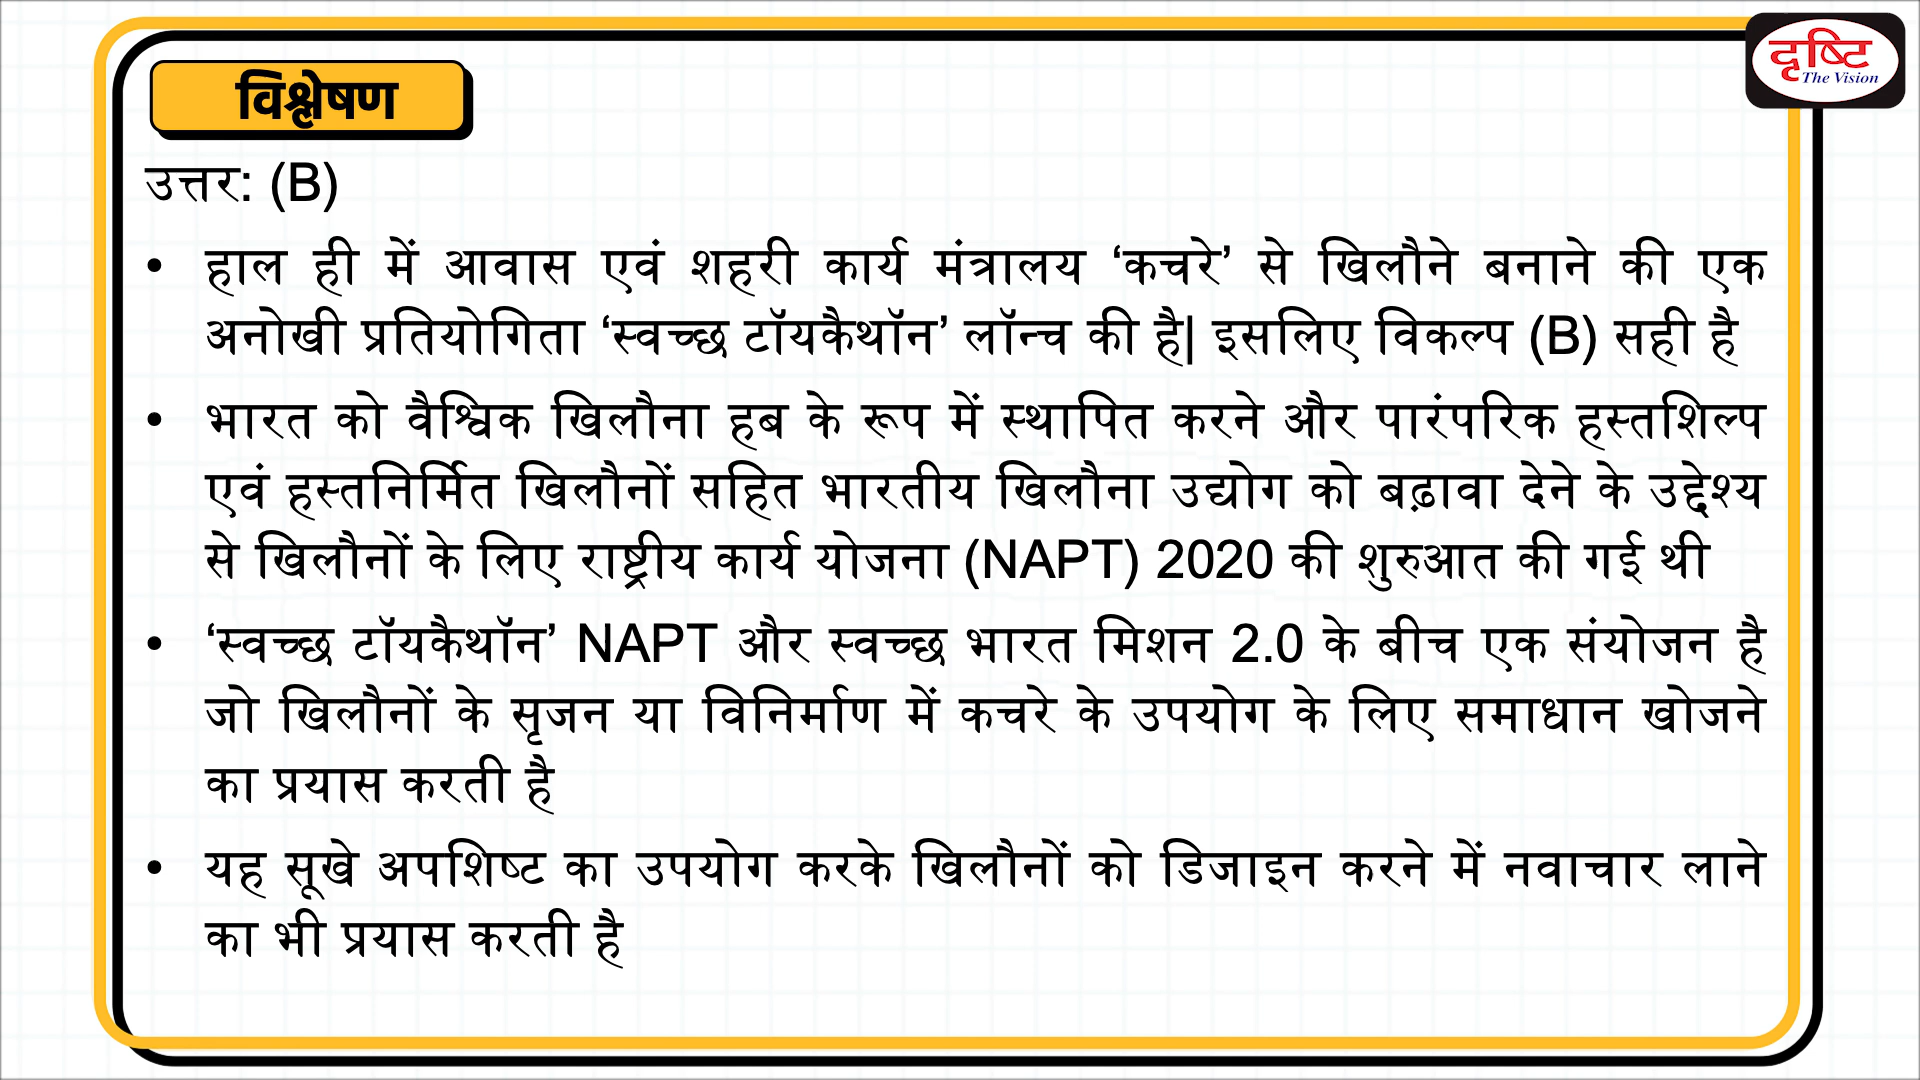 दृष्टि
The Vision
विश्लेषण
उत्तर: (B)
• हाल ही में आवास एवं शहरी कार्य मंत्रालय ‘कचरे’ से खिलौने बनाने की एक
अनोखी प्रतियोगिता ‘स्वच्छ टॉयकैथॉन’ लॉन्च की है| इसलिए विकल्प (B) सही है
• भारत को वैश्विक खिलौना हब के रूप में स्थापित करने और पारंपरिक हस्तशिल्प
एवं हस्तनिर्मित खिलौनों सहित भारतीय खिलौना उद्योग को बढ़ावा देने के उद्देश्य
से खिलौनों के लिए राष्ट्रीय कार्य योजना (NAPT) 2020 की शुरुआत की गई थी
• ‘स्वच्छ टॉयकैथॉन’ NAPT और स्वच्छ भारत मिशन 2.0 के बीच एक संयोजन है
जो खिलौनों के सृजन या विनिर्माण में कचरे के उपयोग के लिए समाधान खोजने
का प्रयास करती है
• यह सूखे अपशिष्ट का उपयोग करके खिलौनों को डिजाइन करने में नवाचार लाने
का भी प्रयास करती है